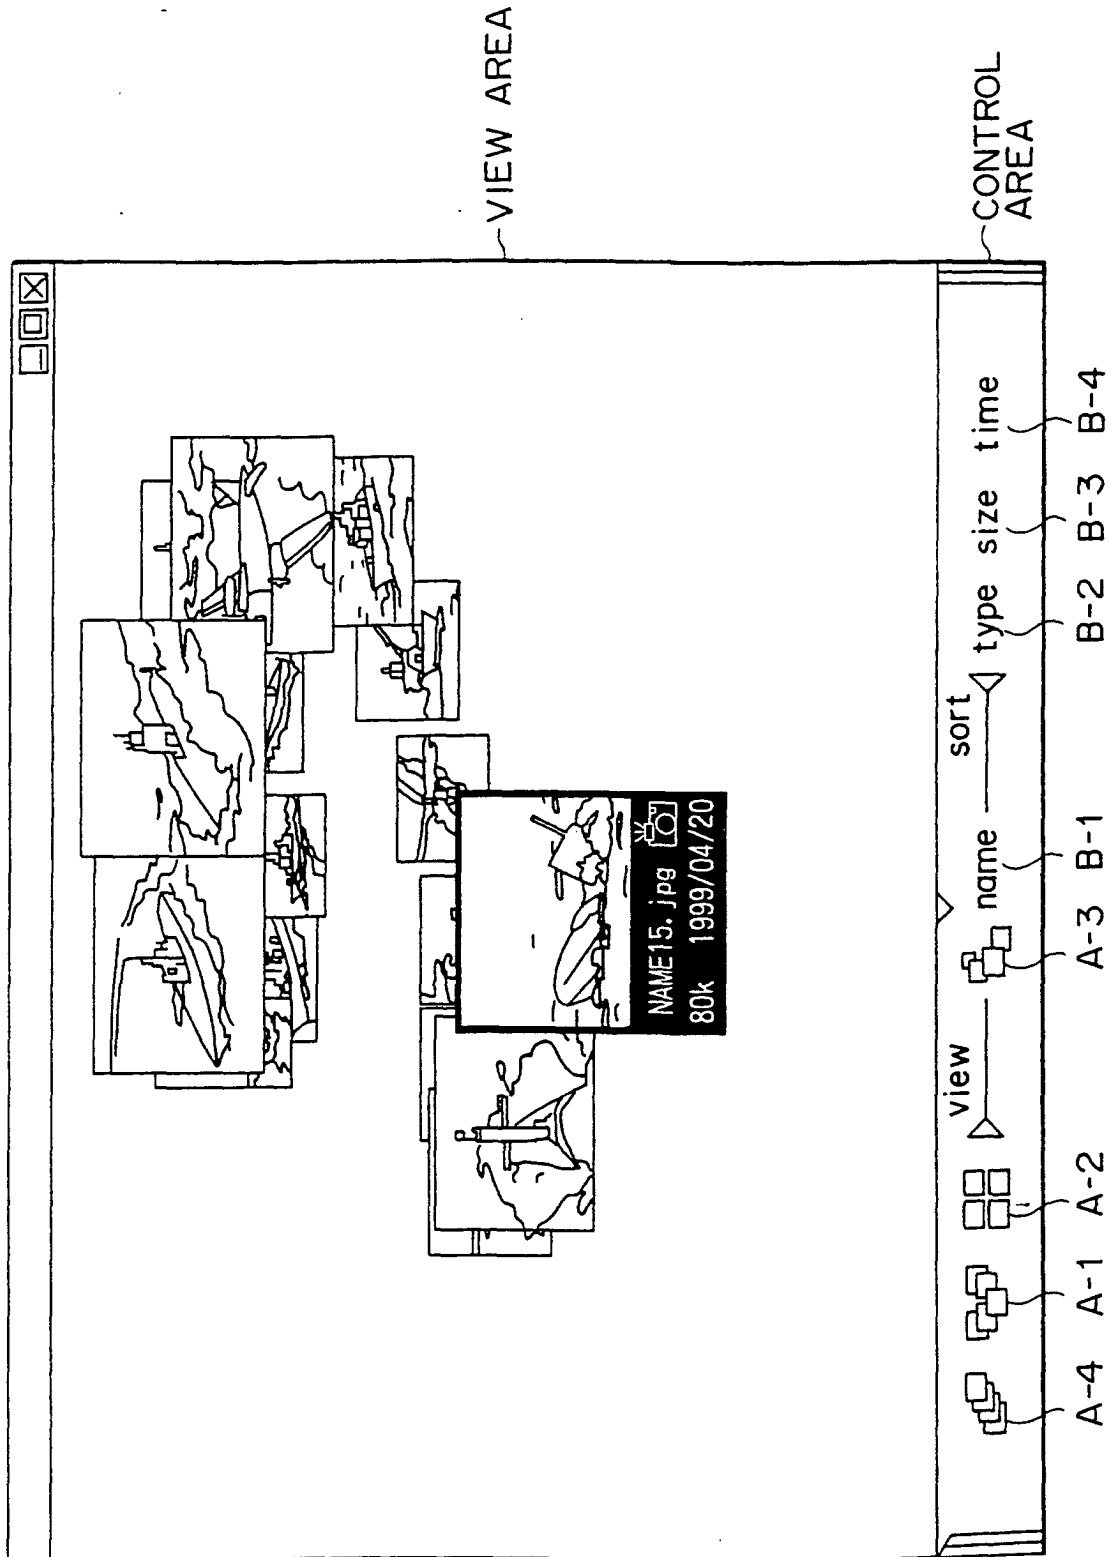 VIEW AREA
NAME15.jpg
80k 1999/04/20
view sort
name type size time
CONTROL
AREA
A-4 A-1 A-2 A-3 B-1 B-2 B-3 B-4